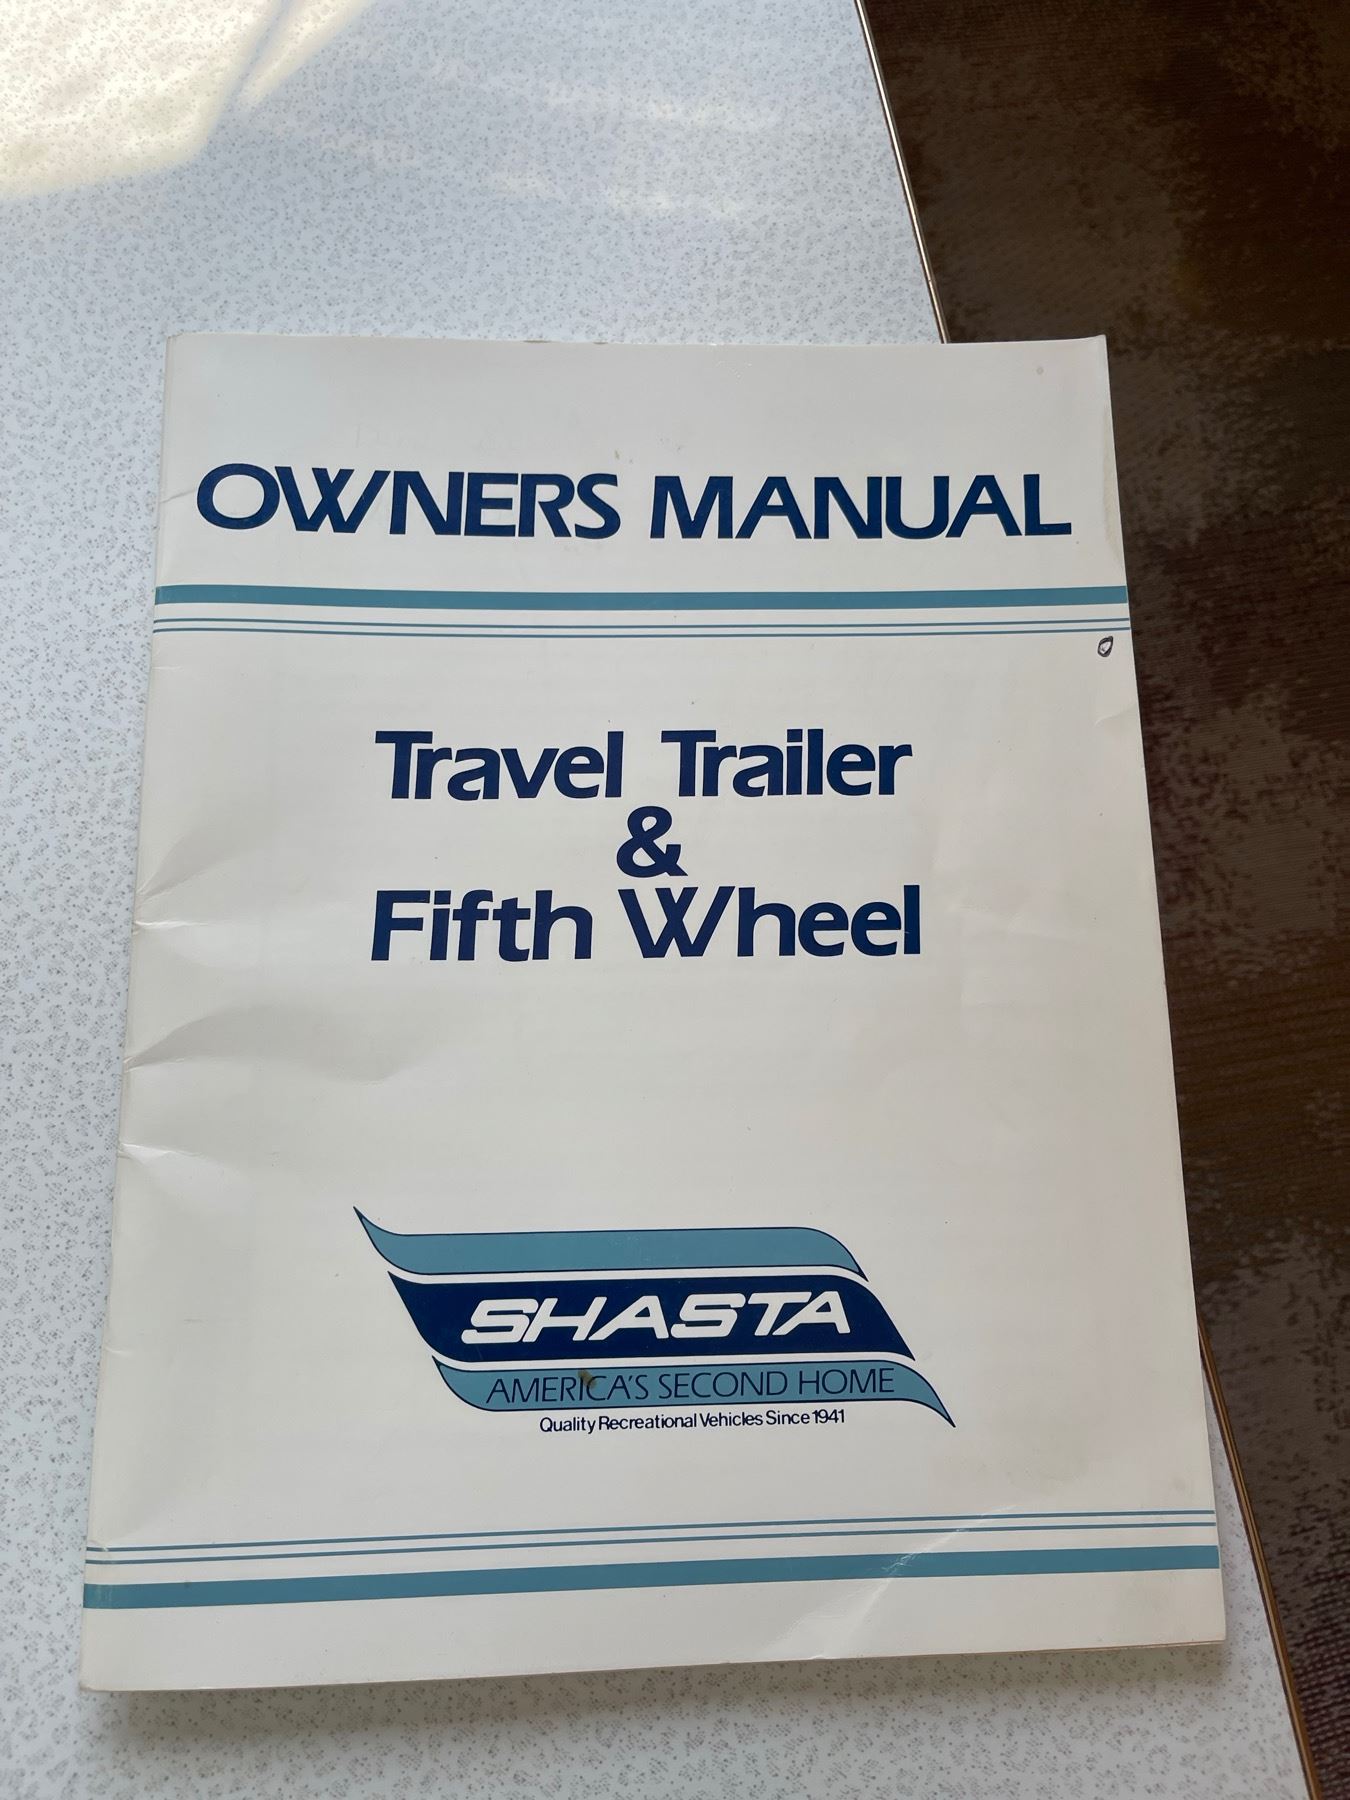 OWNERS MANUAL
Travel Trailer
&
Fifth Wheel
SHASTA
AMERICA'S SECOND HOME
Quality Recreational Vehicles Since 1941